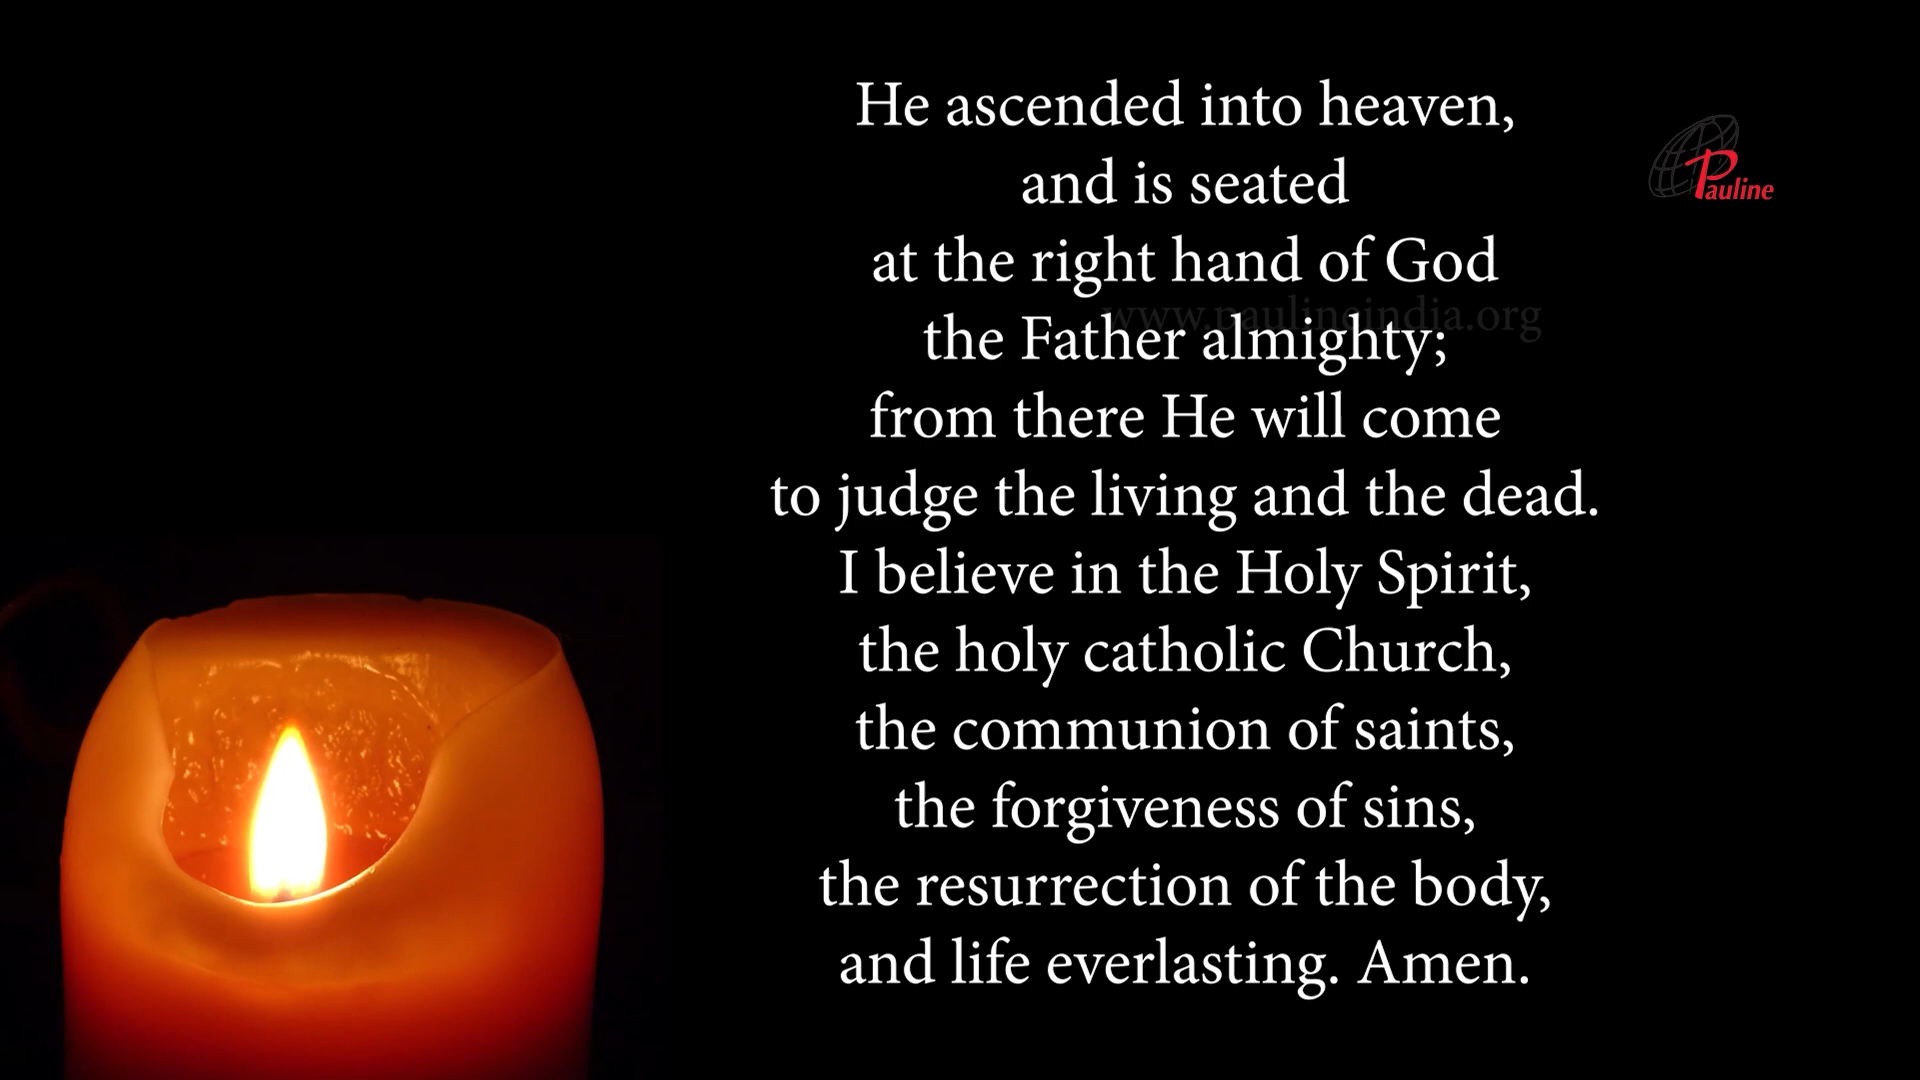 He ascended into heaven,
and is seated
at the right hand of God
the Father almighty;
from there He will come
to judge the living and the dead.
I believe in the Holy Spirit,
the holy catholic Church,
the communion of saints,
the forgiveness of sins,
the resurrection of the body,
and life everlasting. Amen.
Pauline
www.paulineindia.org